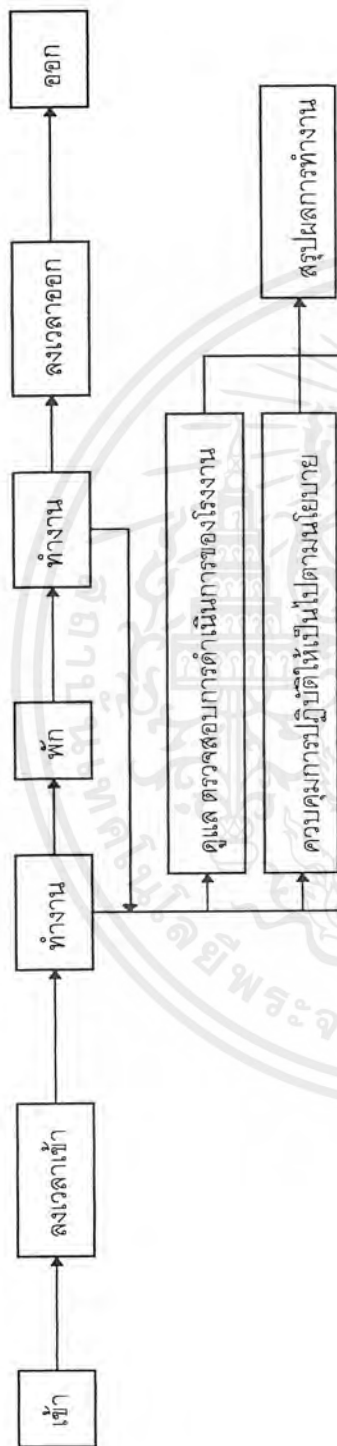 เข้า
ลงเวลาเข้า
ทำงาน
พัก
ทำงาน
ลงเวลาออก
ออก
ดูแล ตรวจสอบการดำเนินการของโรงงาน
ควบคุมการปฏิบัติให้เป็นไปตามนโยบาย
สรุปผลการทำงาน